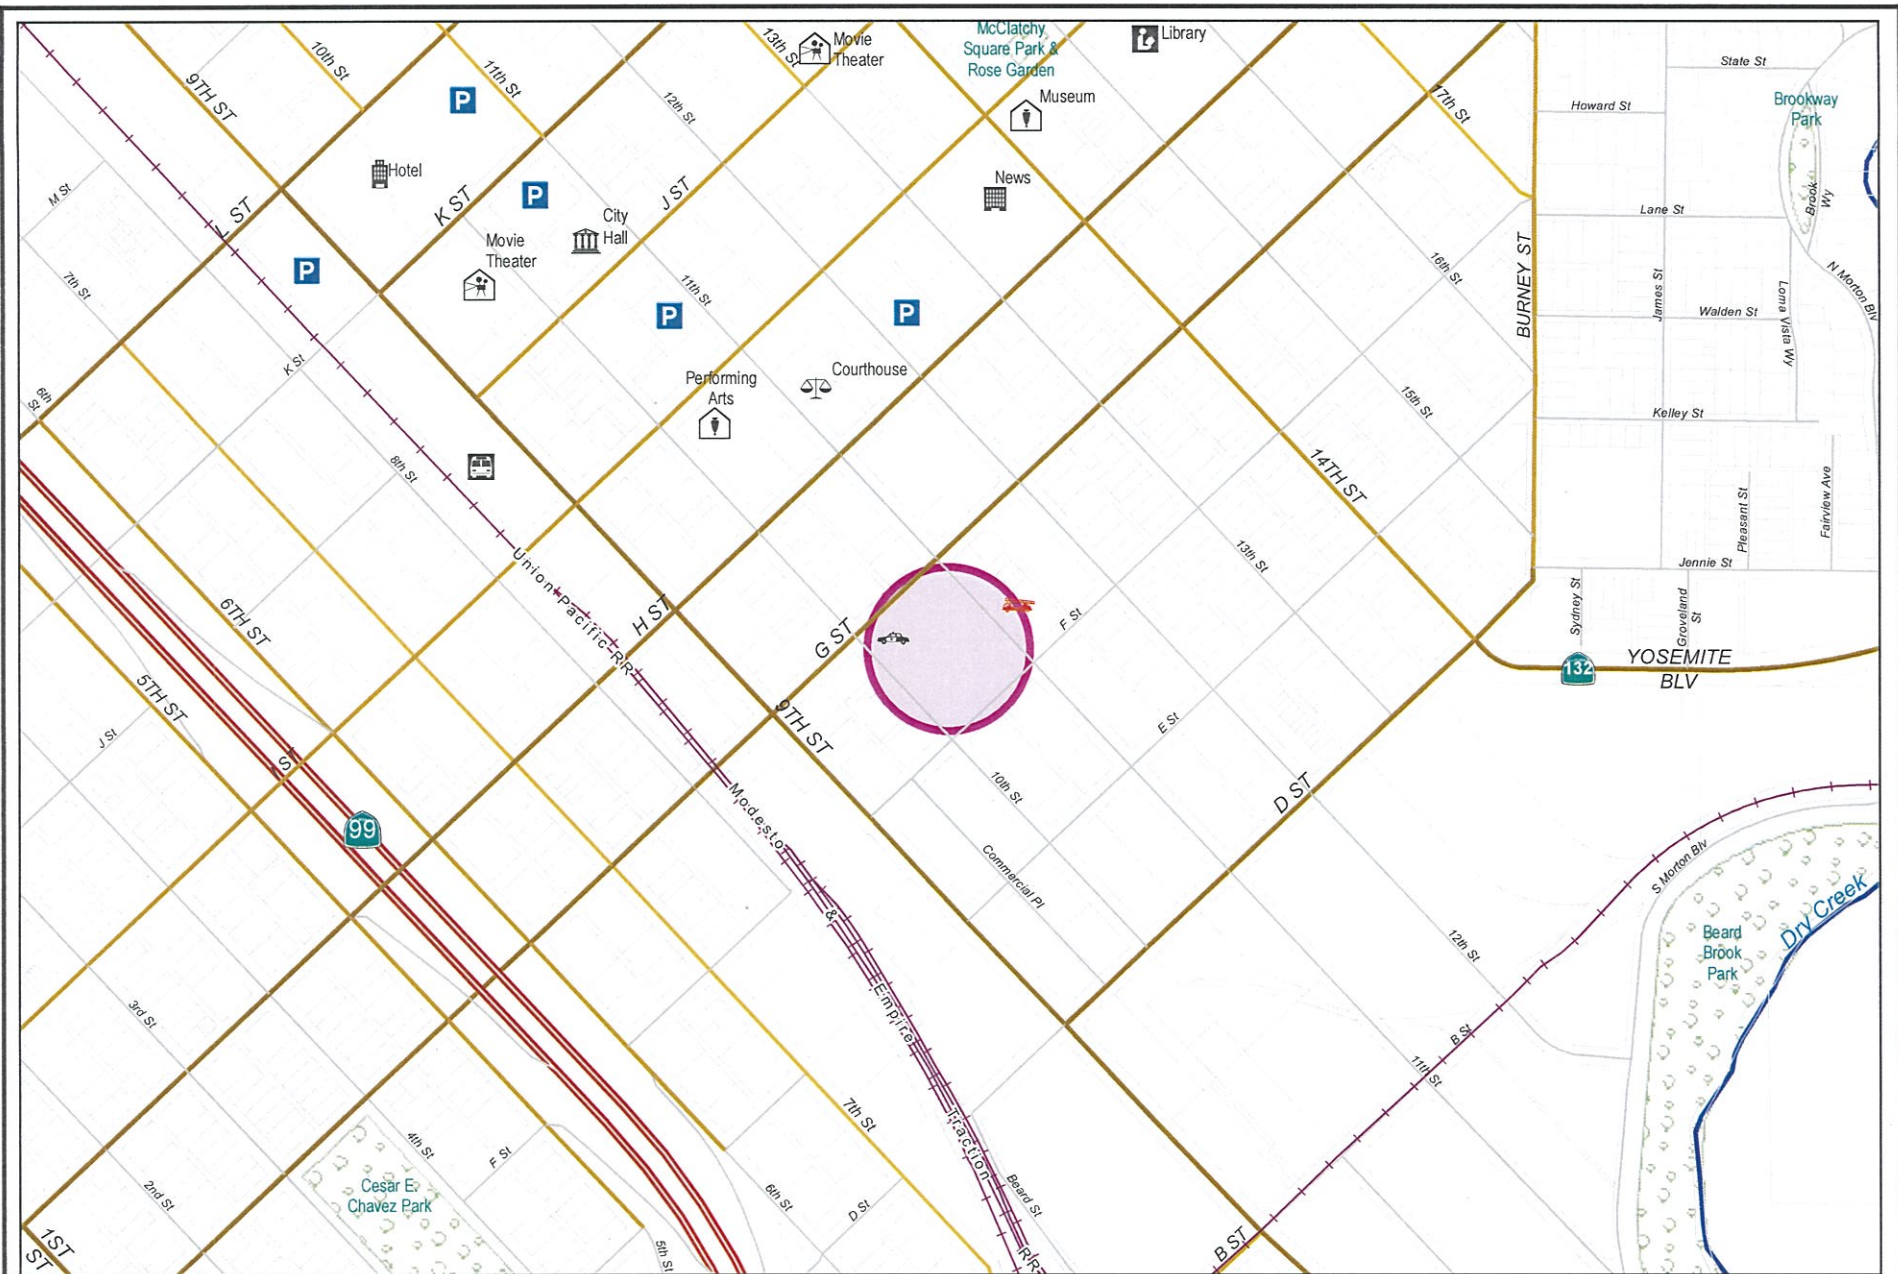 McClatchy
Square Park &
Rose Garden
Library
13th St
Movie
Theater
10th St
11th St
9TH ST
P
12th St
Museum
17th St
State St
Howard St
Brookway
Park
Hotel
M St
K ST
J ST
P
City
Hall
News
Lane St
Brook
Wy
L ST
Movie
Theater
P
7th St
11th St
16th St
BURNEY ST
James St
Walden St
Loma Vista Wy
N Morton Blv
P
P
K St
Performing
Arts
Courthouse
6th
St
15th St
Kelley St
8th St
14TH ST
Pleasant St
Fairview Ave
13th St
Jennie St
Union Pacific RR
H ST
G ST
F St
6TH ST
Sydney St
Groveland
St
132
YOSEMITE
BLV
5TH ST
9TH ST
E St
J St
I ST
10th St
D ST
99
Modesto & Empire Traction RR
Commercial Pl
S Morton Blv
Dry Creek
Beard
Brook
Park
12th St
3rd St
B St
11th St
7th St
4th St
F St
Beard St
Cesar E.
Chavez Park
2nd St
6th St
D St
1ST
ST
5th St
B ST